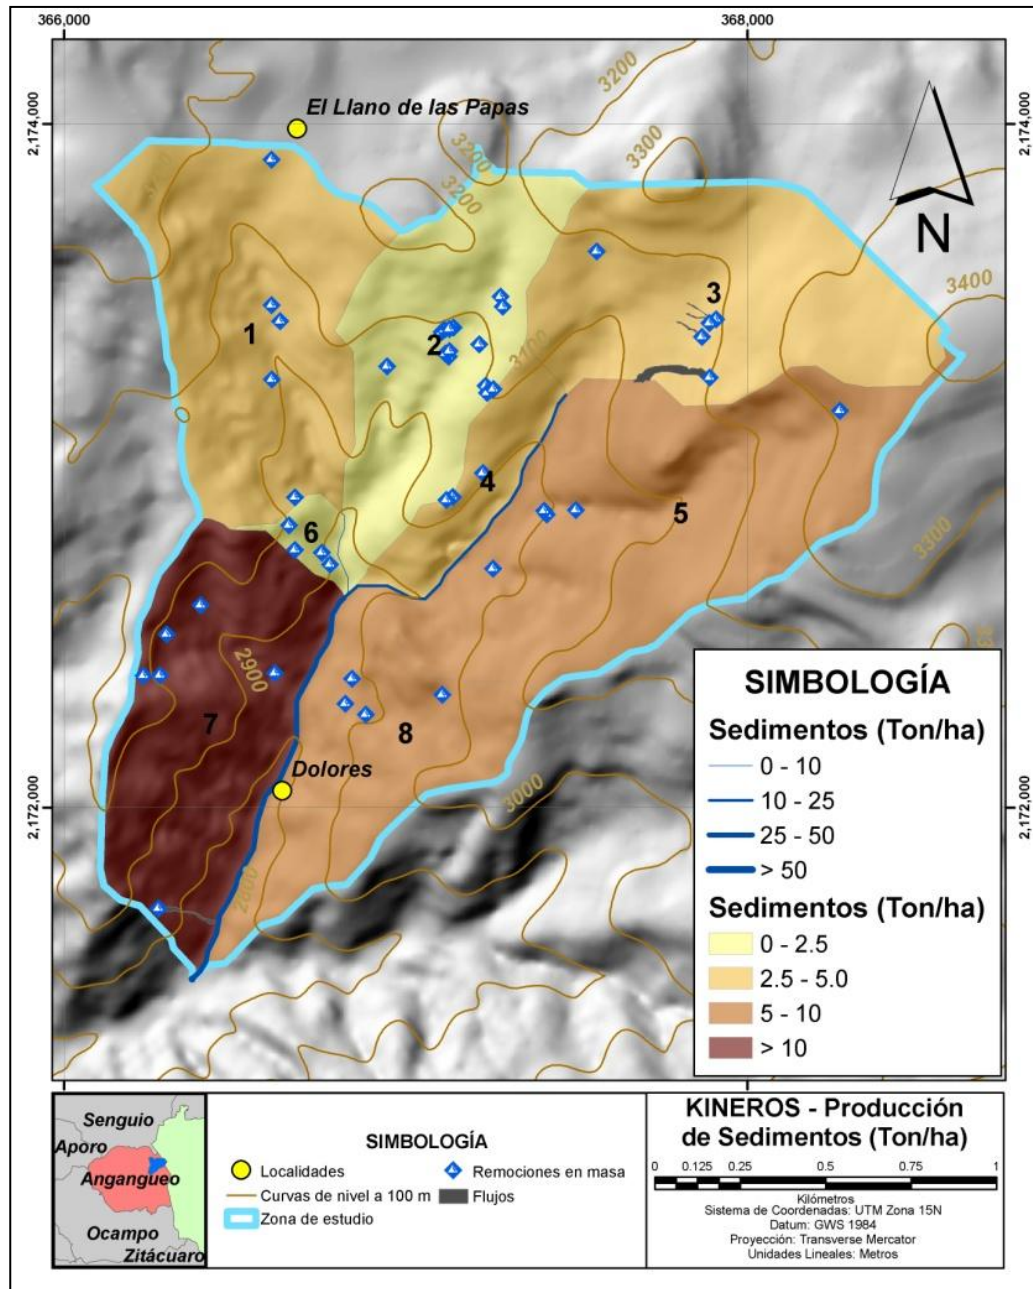 366,000
368,000
3200
El Llano de las Papas
2,174,000
2,174,000
3200
3300
3200
N
3400
3
1
2
3100
4
5
6
3300
2900
7
8
Dolores
3000
2,172,000
2,172,000
2800
SIMBOLOGÍA
Sedimentos (Ton/ha)
0 - 10
10 - 25
25 - 50
> 50
Sedimentos (Ton/ha)
0 - 2.5
2.5 - 5.0
5 - 10
> 10
Senguio
Aporo
Angangueo
Ocampo
Zitácuaro
SIMBOLOGÍA
Localidades
Remociones en masa
Curvas de nivel a 100 m
Flujos
Zona de estudio
KINEROS - Producción
de Sedimentos (Ton/ha)
0 0.125 0.25 0.5 0.75 1
Kilómetros
Sistema de Coordenadas: UTM Zona 15N
Datum: GWS 1984
Proyección: Transverse Mercator
Unidades Lineales: Metros